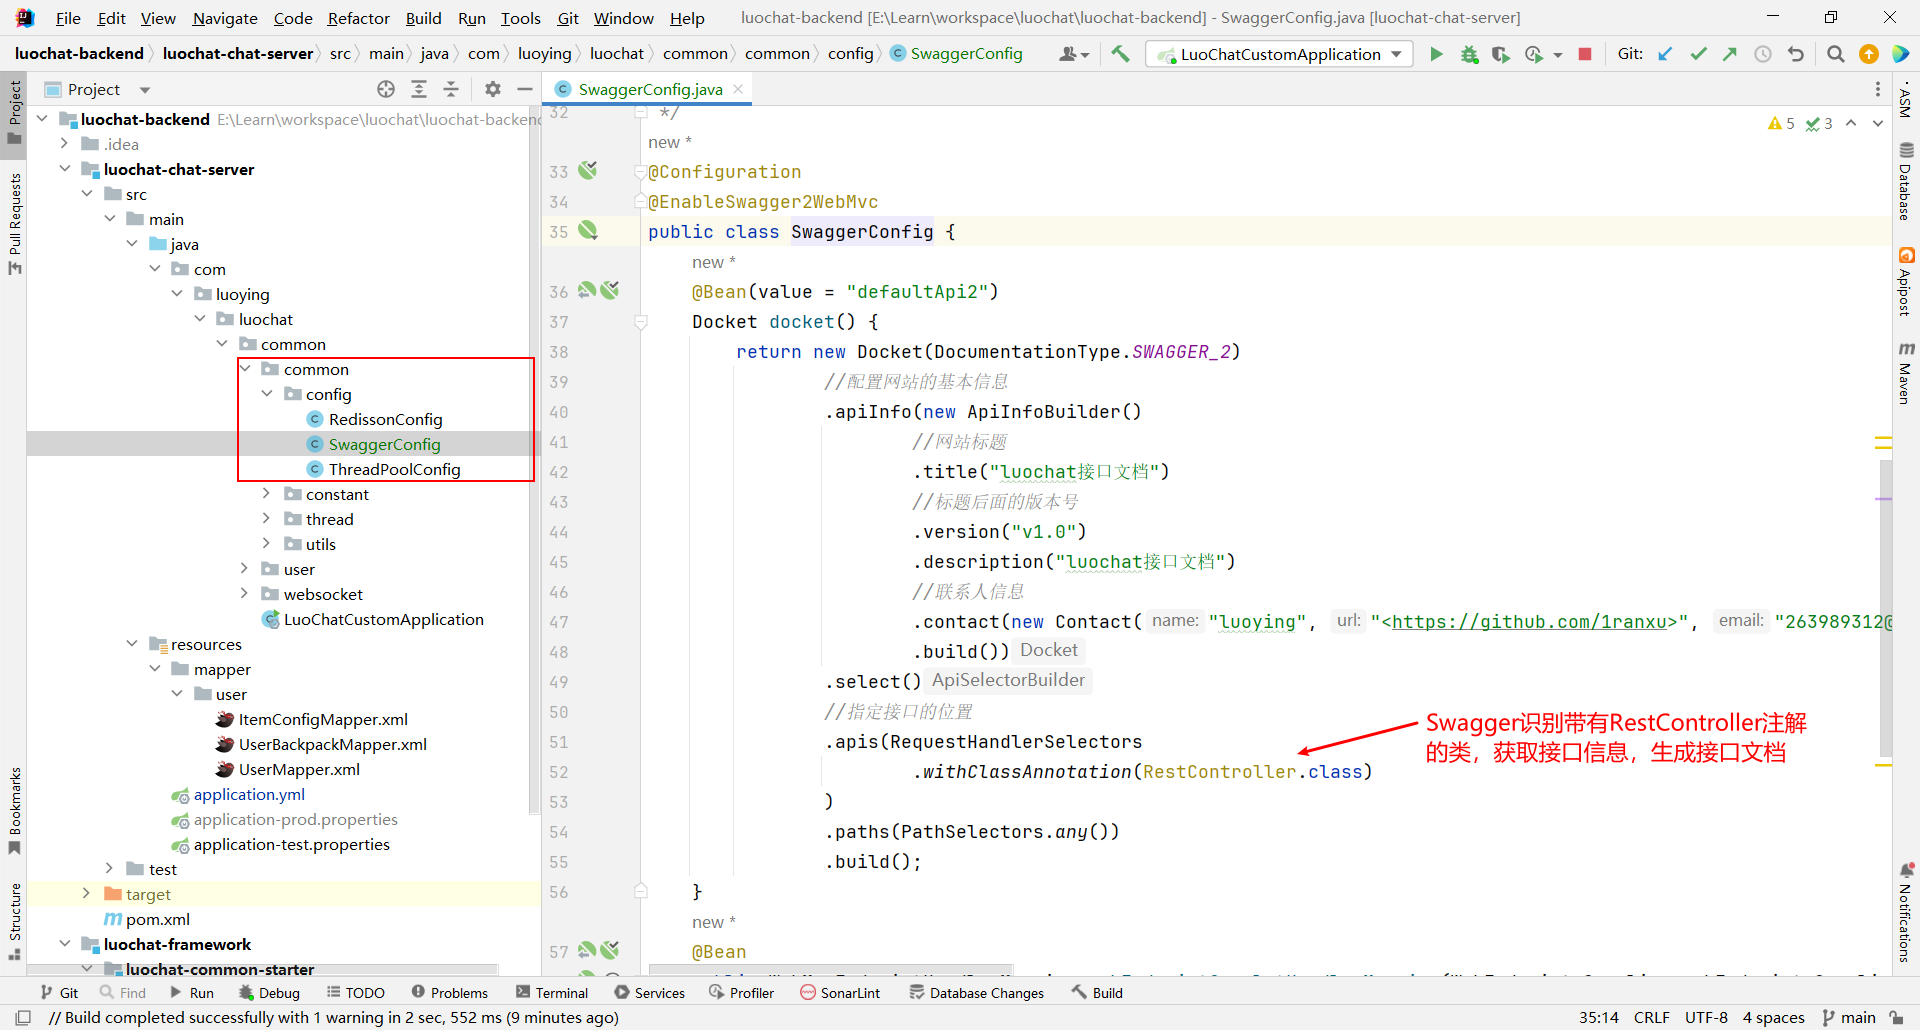 File Edit View Navigate Code Refactor Build Run Tools Git Window Help luochat-backend [E:\Learn\workspace\luochat\luochat-backend] - SwaggerConfig.java [luochat-chat-server]
luochat-backend luochat-chat-server src main java com luoying luochat common common config SwaggerConfig LuoChatCustomApplication Git:
Project
SwaggerConfig.java
luochat-backend E:\Learn\workspace\luochat\luochat-backend
.idea
luochat-chat-server
src
main
java
com
luoying
luochat
common
common
config
RedissonConfig
SwaggerConfig
ThreadPoolConfig
constant
thread
utils
user
websocket
LuoChatCustomApplication
resources
mapper
user
ItemConfigMapper.xml
UserBackpackMapper.xml
UserMapper.xml
application.yml
application-prod.properties
application-test.properties
test
target
pom.xml
luochat-framework
luochat-common-starter
Project
Pull Requests
Bookmarks
Structure
5 3
32 */
new *
33 @Configuration
34 @EnableSwagger2WebMvc
35 public class SwaggerConfig {
new *
36 @Bean(value = "defaultApi2")
37 Docket docket() {
38 return new Docket(DocumentationType.SWAGGER_2)
39 //配置网站的基本信息
40 .apiInfo(new ApiInfoBuilder()
41 //网站标题
42 .title("luochat接口文档")
43 //标题后面的版本号
44 .version("v1.0")
45 .description("luochat接口文档")
46 //联系人信息
47 .contact(new Contact( name: "luoying", url: "<https://github.com/1ranxu>", email: "263989312@
48 .build()) Docket
49 .select() ApiSelectorBuilder
50 //指定接口的位置
51 .apis(RequestHandlerSelectors
52 .withClassAnnotation(RestController.class)
53 )
54 .paths(PathSelectors.any())
55 .build();
56 }
new *
57 @Bean
Swagger识别带有RestController注解
的类，获取接口信息，生成接口文档
ASM
Database
Apipost
Maven
Notifications
Git Find Run Debug TODO Problems Terminal Services Profiler SonarLint Database Changes Build
// Build completed successfully with 1 warning in 2 sec, 552 ms (9 minutes ago) 35:14 CRLF UTF-8 4 spaces main